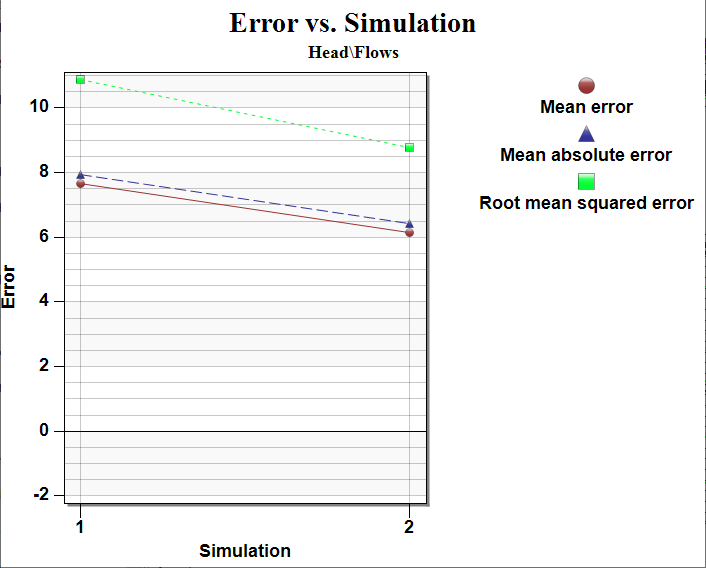 Error vs. Simulation
Head\Flows
Mean error
Mean absolute error
Root mean squared error
10
8
6
4
2
0
-2
Error
1 2
Simulation